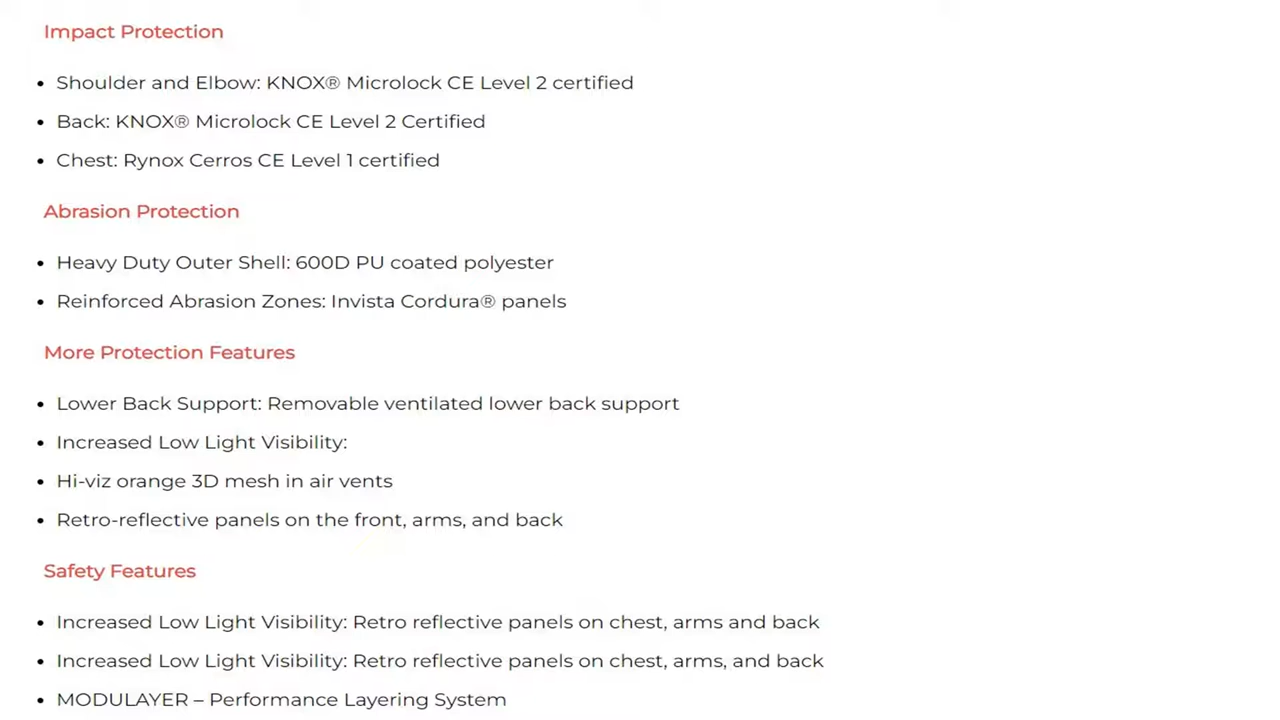 Impact Protection
• Shoulder and Elbow: KNOX® Microlock CE Level 2 certified
• Back: KNOX® Microlock CE Level 2 Certified
• Chest: Rynox Cerros CE Level 1 certified
Abrasion Protection
• Heavy Duty Outer Shell: 600D PU coated polyester
• Reinforced Abrasion Zones: Invista Cordura® panels
More Protection Features
• Lower Back Support: Removable ventilated lower back support
• Increased Low Light Visibility:
• Hi-viz orange 3D mesh in air vents
• Retro-reflective panels on the front, arms, and back
Safety Features
• Increased Low Light Visibility: Retro reflective panels on chest, arms and back
• Increased Low Light Visibility: Retro reflective panels on chest, arms, and back
• MODULAYER – Performance Layering System